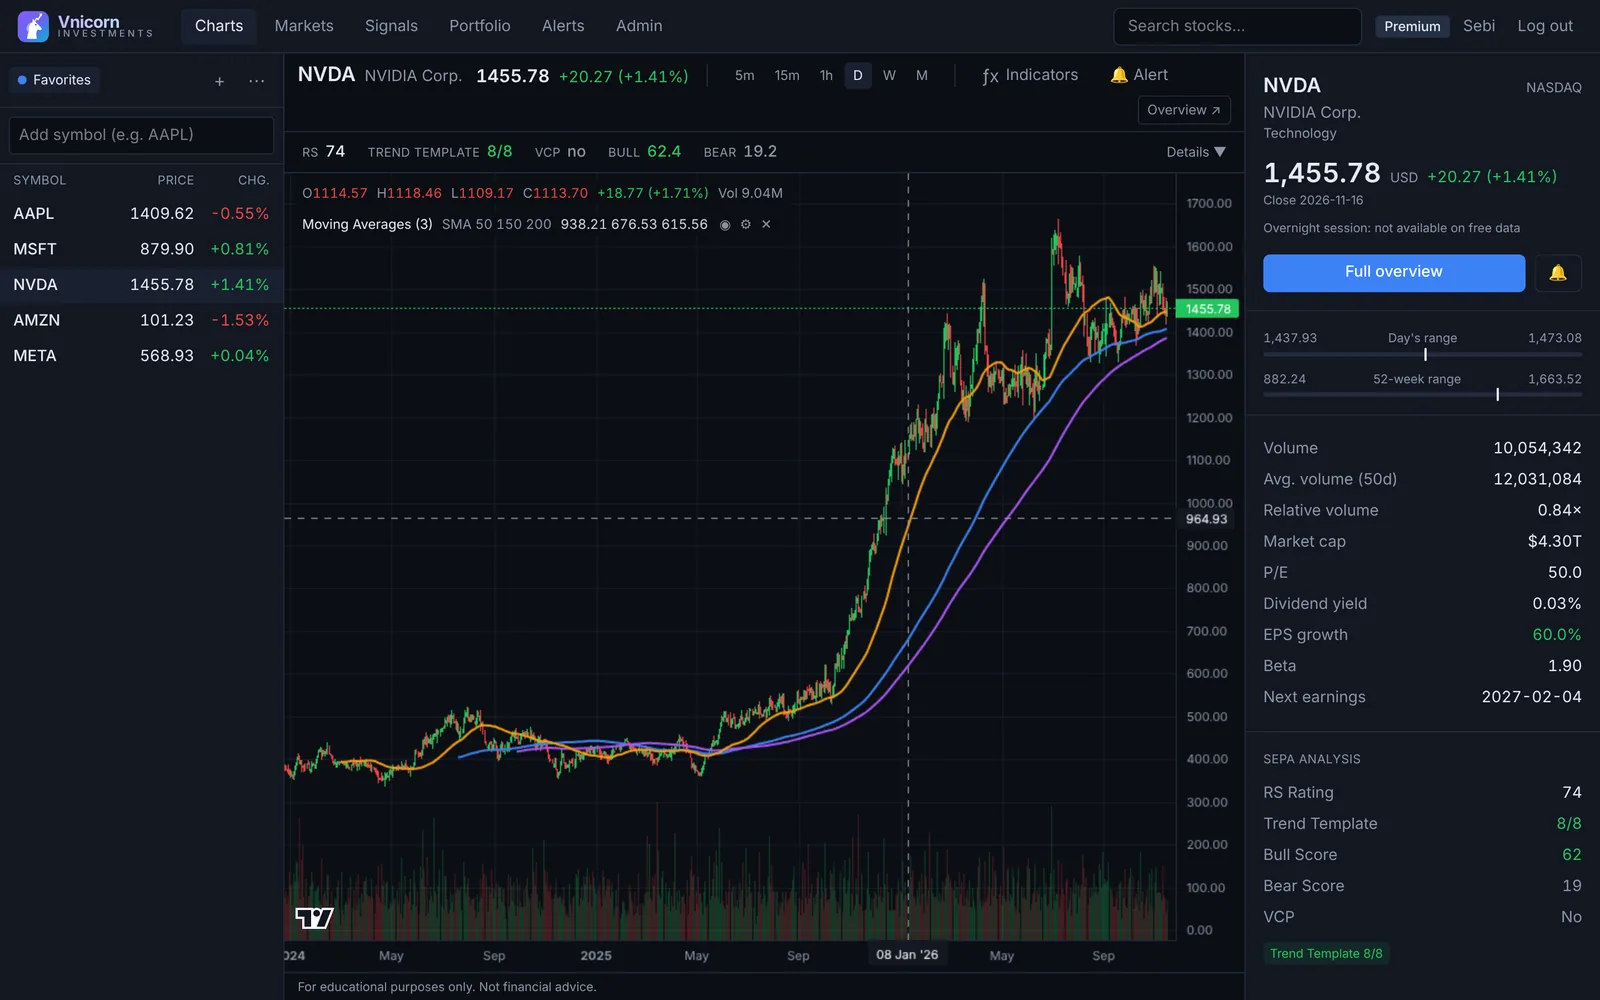 Vnicorn
INVESTMENTS
Charts Markets Signals Portfolio Alerts Admin
Search stocks...
Premium Sebi Log out
Favorites + ...
Add symbol (e.g. AAPL)
SYMBOL PRICE CHG.
AAPL 1409.62 -0.55%
MSFT 879.90 +0.81%
NVDA 1455.78 +1.41%
AMZN 101.23 -1.53%
META 568.93 +0.04%
NVDA NVIDIA Corp. 1455.78 +20.27 (+1.41%) 5m 15m 1h D W M ƒx Indicators 🔔 Alert
Overview ↗
RS 74 TREND TEMPLATE 8/8 VCP no BULL 62.4 BEAR 19.2 Details ▼
O1114.57 H1118.46 L1109.17 C1113.70 +18.77 (+1.71%) Vol 9.04M
Moving Averages (3) SMA 50 150 200 938.21 676.53 615.56
1700.00
1600.00
1500.00
1455.78
1400.00
1300.00
1200.00
1100.00
1000.00
964.93
900.00
800.00
700.00
600.00
500.00
400.00
300.00
200.00
100.00
0.00
024 May Sep 2025 May Sep 08 Jan '26 May Sep
For educational purposes only. Not financial advice.
NVDA NASDAQ
NVIDIA Corp.
Technology
1,455.78 USD +20.27 (+1.41%)
Close 2026-11-16
Overnight session: not available on free data
Full overview 🔔
1,437.93 Day's range 1,473.08
882.24 52-week range 1,663.52
Volume 10,054,342
Avg. volume (50d) 12,031,084
Relative volume 0.84×
Market cap $4.30T
P/E 50.0
Dividend yield 0.03%
EPS growth 60.0%
Beta 1.90
Next earnings 2027-02-04
SEPA ANALYSIS
RS Rating 74
Trend Template 8/8
Bull Score 62
Bear Score 19
VCP No
Trend Template 8/8